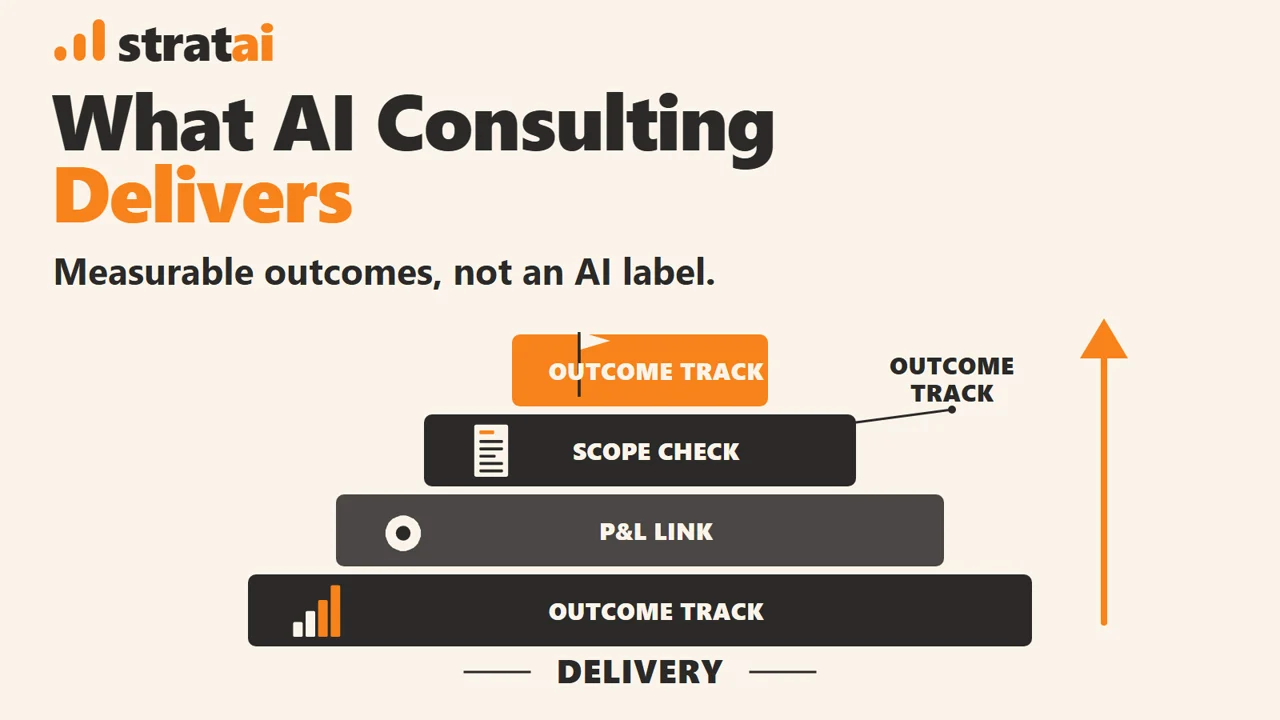 stratai
What AI Consulting
Delivers
Measurable outcomes, not an AI label.
OUTCOME TRACK
OUTCOME
TRACK
SCOPE CHECK
P&L LINK
OUTCOME TRACK
DELIVERY